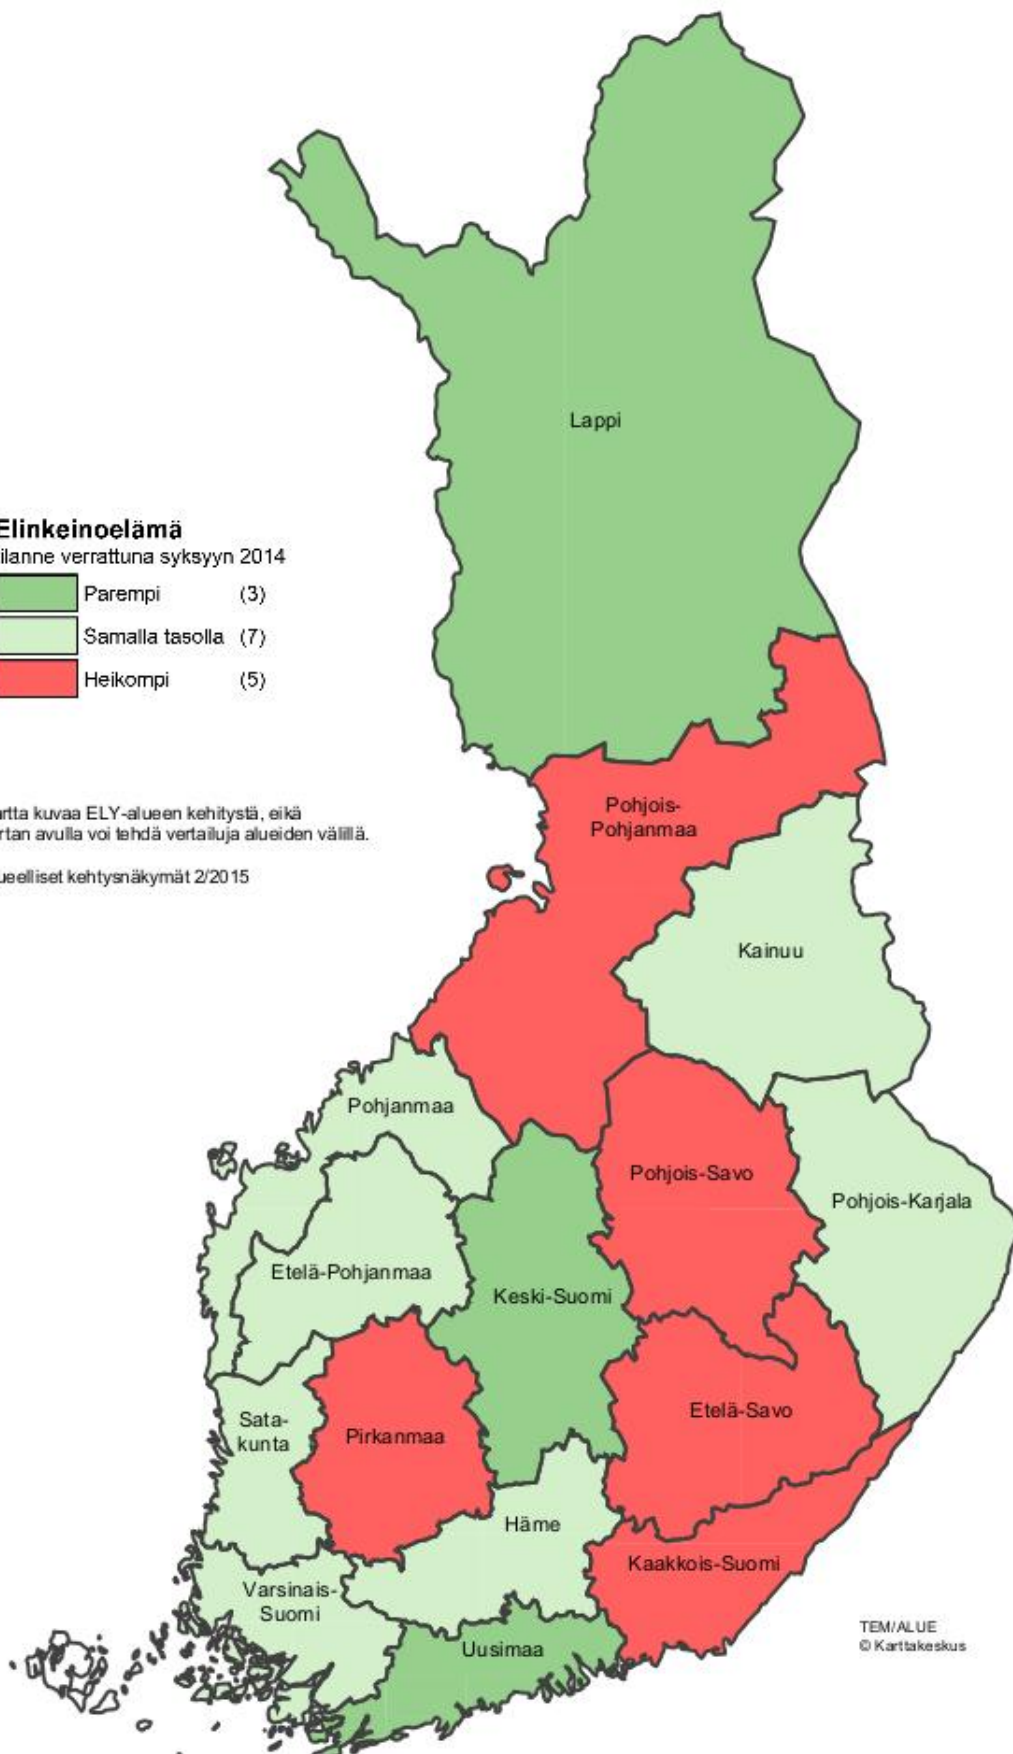 Lappi
Elinkeinoelämä
ilanne verrattuna syksyyn 2014
Parempi (3)
Samalla tasolla (7)
Heikompi (5)
artta kuvaa ELY-alueen kehitystä, eikä
rtan avulla voi tehdä vertailuja alueiden välillä.
ueelliset kehtysnäkymät 2/2015
Pohjois-
Pohjanmaa
Kainuu
Pohjanmaa
Pohjois-Savo
Pohjois-Karjala
Etelä-Pohjanmaa
Keski-Suomi
Etelä-Savo
Sata-
kunta
Pirkanmaa
Häme
Kaakkois-Suomi
Varsinais-
Suomi
Uusimaa
TEM/ALUE
© Karttakeskus